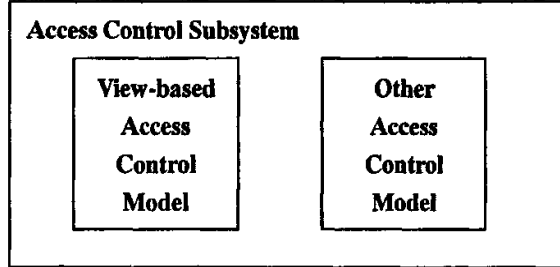 Access Control Subsystem
View-based
Access
Control
Model
Other
Access
Control
Model